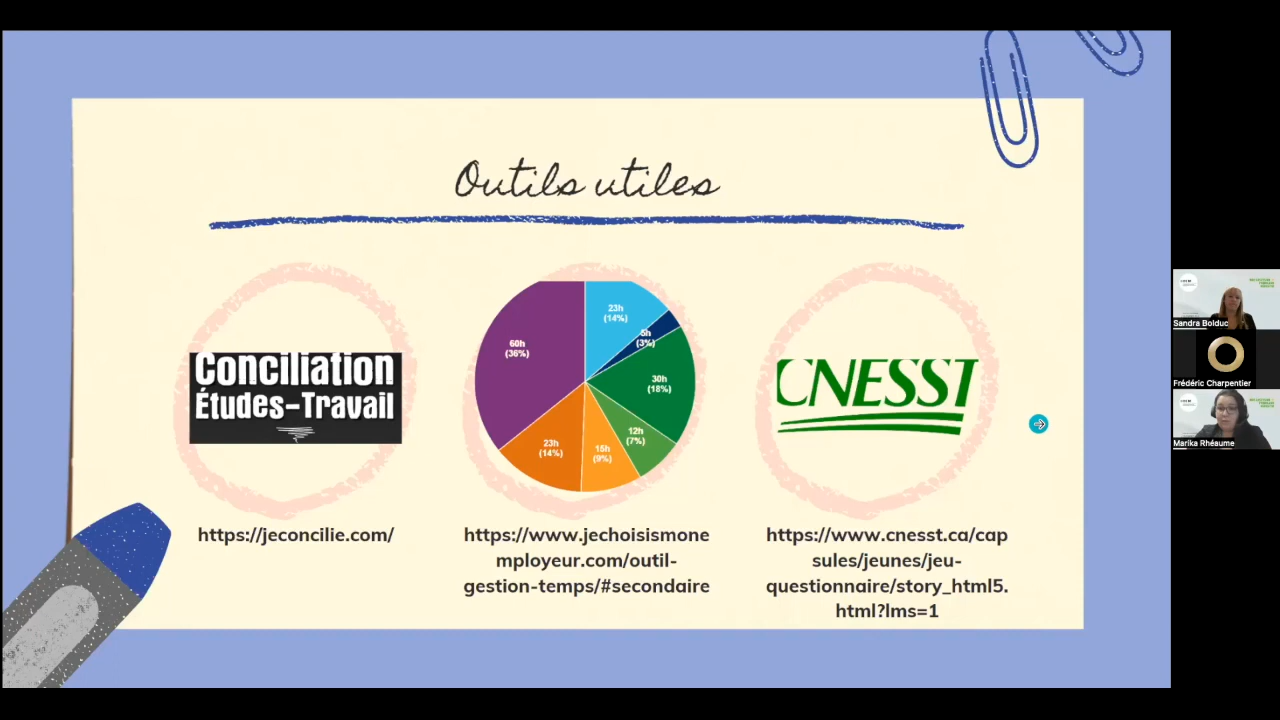 Outils utiles
Conciliation
Études-Travail
23h
(14%)
5h
(3%)
30h
(18%)
12h
(7%)
15h
(9%)
23h
(14%)
60h
(36%)
CNESST
https://jeconcilie.com/
https://www.jechoisismone
mployeur.com/outil-
gestion-temps/#secondaire
https://www.cnesst.ca/cap
sules/jeunes/jeu-
questionnaire/story_html5.
html?lms=1
Sandra Bolduc
Frédéric Charpentier
Marika Rhéaume